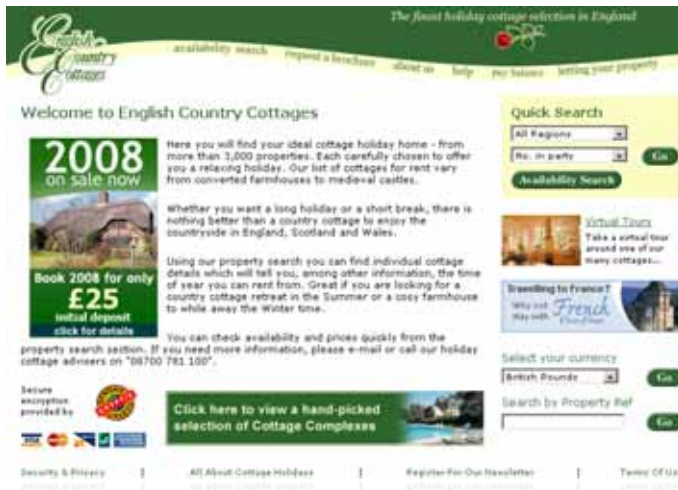 The finest holiday cottage selection in England
English
Country
Cottages
availability search request a brochure about us help pay balance letting your property
Welcome to English Country Cottages
2008
on sale now
Book 2008 for only
£25
initial deposit
click for details
Here you will find your ideal cottage holiday home - from
more than 3,000 properties. Each carefully chosen to offer
you a relaxing holiday. Our list of cottages for rent vary
from converted farmhouses to medieval castles.
Whether you want a long holiday or a short break, there is
nothing better than a country cottage to enjoy the
countryside in England, Scotland and Wales.
Using our property search you can find individual cottage
details which will tell you, among other information, the time
of year you can rent from. Great if you are looking for a
country cottage retreat in the Summer or a cosy farmhouse
to while away the Winter time.
You can check availability and prices quickly from the
property search section. If you need more information, please e-mail or call our holiday
cottage advisers on "08700 781 100".
Secure
encryption
provided by
VISA
Click here to view a hand-picked
selection of Cottage Complexes
Quick Search
All Regions
No. in party
Go
Availability Search
Virtual Tours
Take a virtual tour
around one of our
many cottages...
Travelling to France?
Why not
stay with
French
Select your currency
British Pounds
Go
Search by Property Ref
Go
Security & Privacy | All About Cottage Holidays | Register For Our Newsletter | Terms Of Us